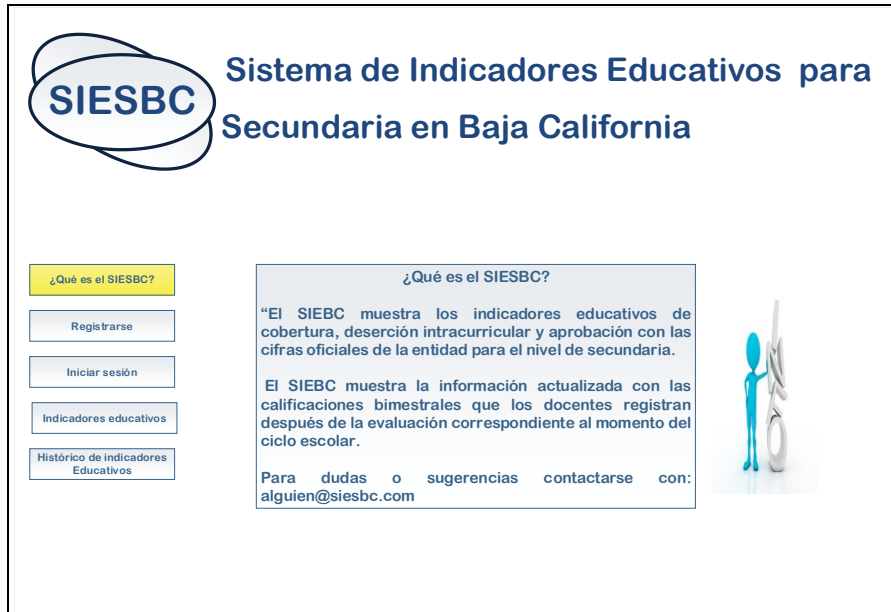 SIESBC
Sistema de Indicadores Educativos para
Secundaria en Baja California
¿Qué es el SIESBC?
Registrarse
Iniciar sesión
Indicadores educativos
Histórico de indicadores
Educativos
¿Qué es el SIESBC?
“El SIEBC muestra los indicadores educativos de
cobertura, deserción intracurricular y aprobación con las
cifras oficiales de la entidad para el nivel de secundaria.
El SIEBC muestra la información actualizada con las
calificaciones bimestrales que los docentes registran
después de la evaluación correspondiente al momento del
ciclo escolar.
Para dudas o sugerencias contactarse con:
alguien@siesbc.com